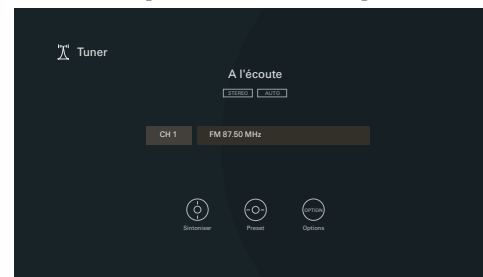 Tuner
A l'écoute
STEREO AUTO
CH 1 FM 87.50 MHz
OPTION
Sintoniser Preset Options